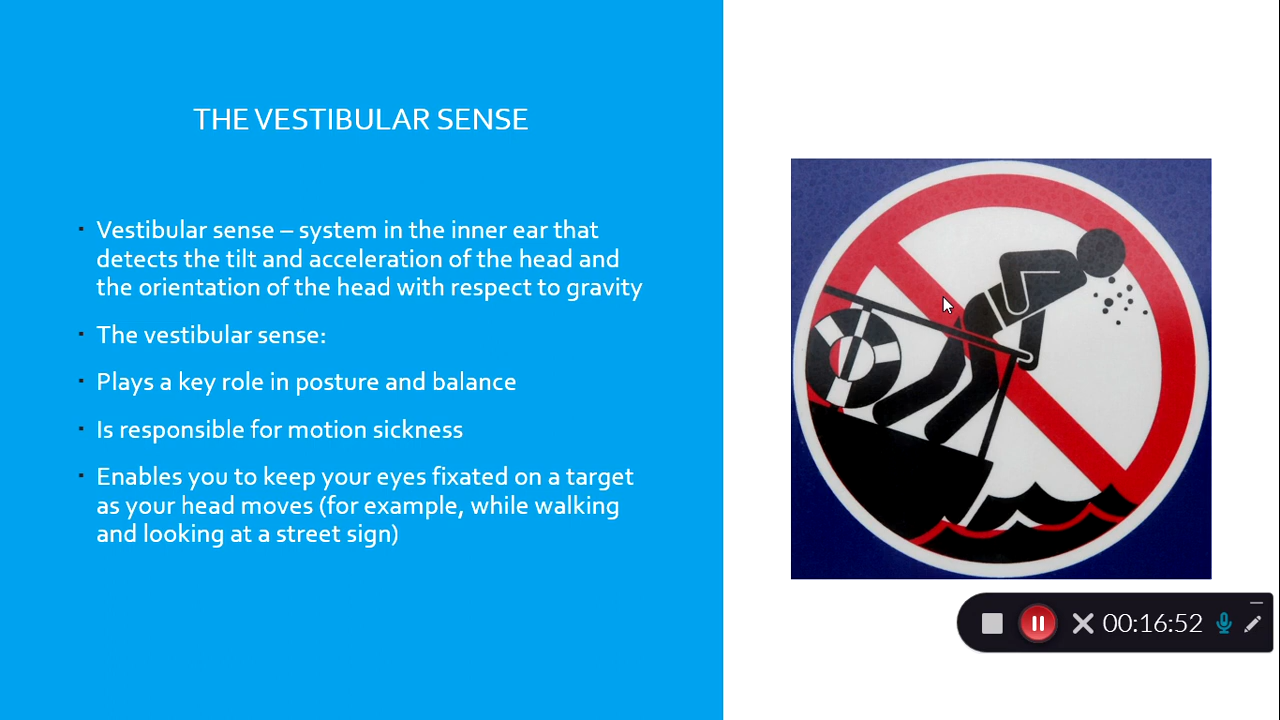 THE VESTIBULAR SENSE
Vestibular sense – system in the inner ear that
detects the tilt and acceleration of the head and
the orientation of the head with respect to gravity
The vestibular sense:
Plays a key role in posture and balance
Is responsible for motion sickness
Enables you to keep your eyes fixated on a target
as your head moves (for example, while walking
and looking at a street sign)
00:16:52